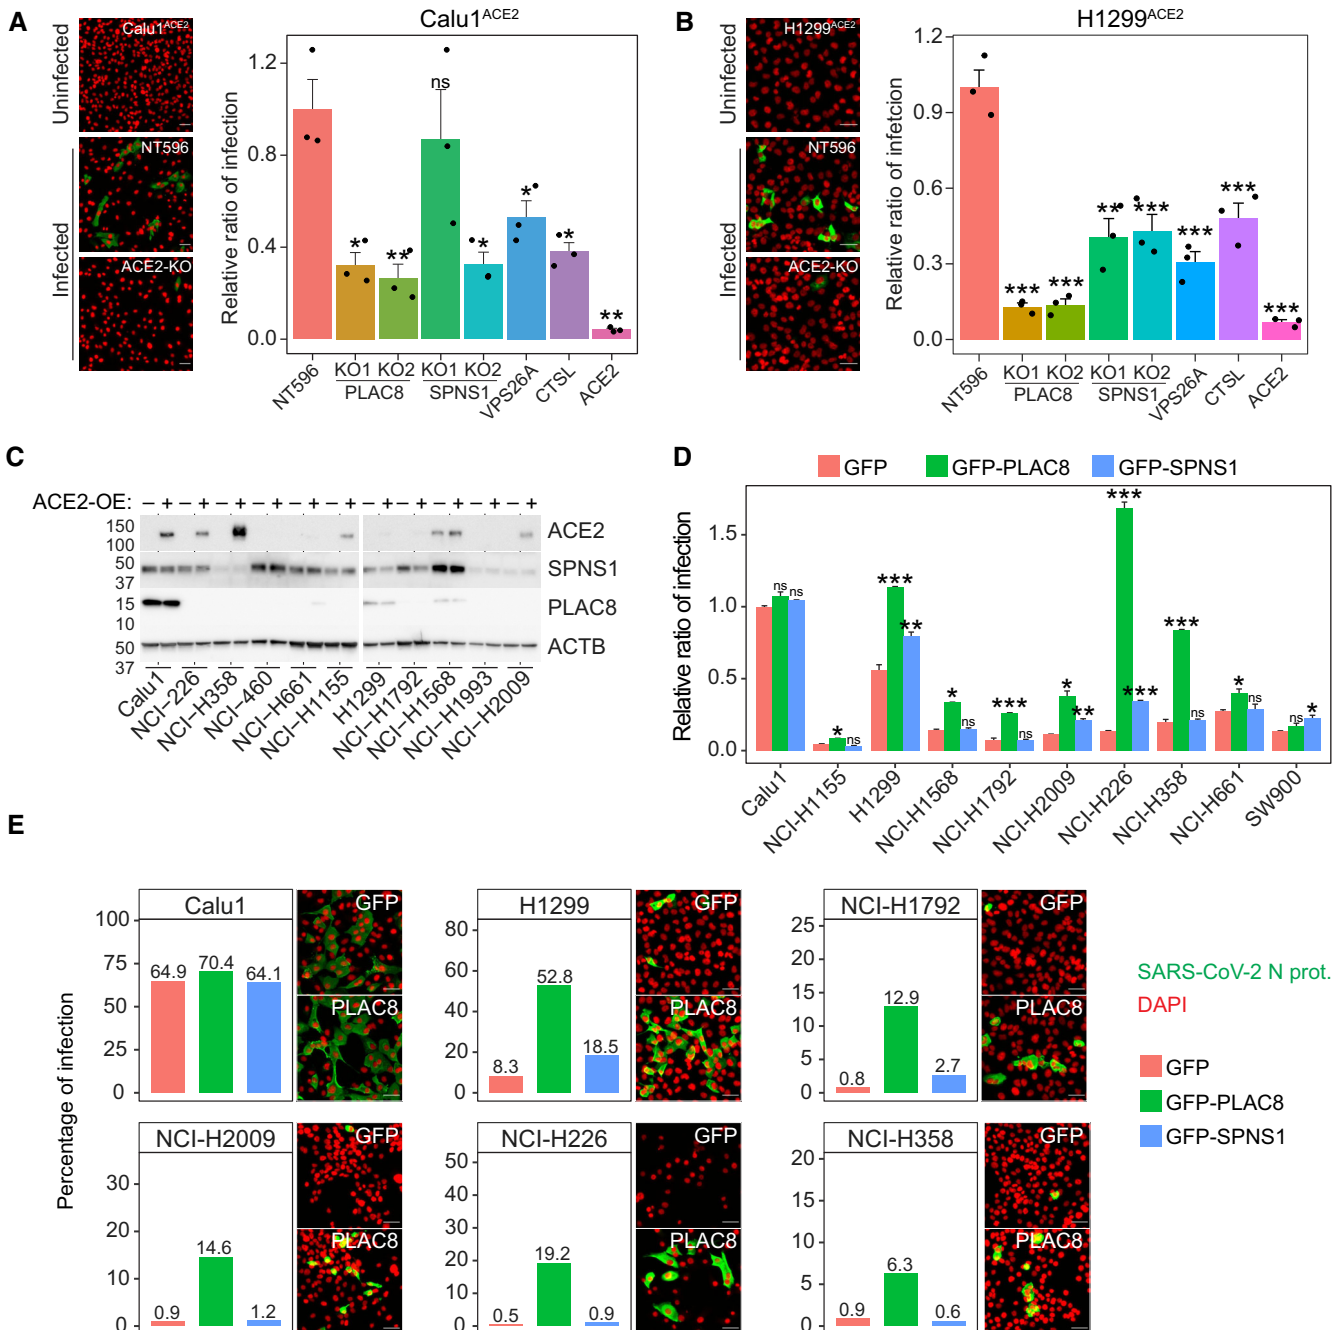 A
Calu1ACE2
Uninfected
Infected
Calu1ACE2
NT596
ACE2-KO
Relative ratio of infection
1.2
0.8
0.4
0.0
* ** ns * * * **
NT596
KO1 KO2 KO1 KO2
PLAC8 SPNS1
VPS26A
CTSL
ACE2
B
H1299ACE2
Uninfected
Infected
H1299ACE2
NT596
ACE2-KO
Relative ratio of infetcion
1.2
0.9
0.6
0.3
0.0
*** *** ** *** *** *** ***
NT596
KO1 KO2 KO1 KO2
PLAC8 SPNS1
VPS26A
CTSL
ACE2
C
ACE2-OE: – + – + – + – + – + – + – + – + – + – + – +
150
100
ACE2
50
37
SPNS1
15
10
PLAC8
50
37
ACTB
Calu1
NCI–226
NCI–H358
NCI–460
NCI–H661
NCI–H1155
H1299
NCI–H1792
NCI–H1568
NCI–H1993
NCI–H2009
D
GFP GFP-PLAC8 GFP-SPNS1
Relative ratio of infection
1.5
1.0
0.5
0.0
ns ns
* ns
*** **
* ns
*** ns
* **
*** ***
*** ns
* ns
ns *
Calu1
NCI-H1155
H1299
NCI-H1568
NCI-H1792
NCI-H2009
NCI-H226
NCI-H358
NCI-H661
SW900
E
Percentage of infection
Calu1
100
75
50
25
0
64.9 70.4 64.1
GFP
PLAC8
H1299
80
60
40
20
0
8.3 52.8 18.5
GFP
PLAC8
NCI-H1792
25
20
15
10
5
0
0.8 12.9 2.7
GFP
PLAC8
SARS-CoV-2 N prot.
DAPI
GFP
GFP-PLAC8
GFP-SPNS1
NCI-H2009
30
20
10
0
0.9 14.6 1.2
GFP
PLAC8
NCI-H226
50
40
30
20
10
0
0.5 19.2 0.9
GFP
PLAC8
NCI-H358
20
15
10
5
0
0.9 6.3 0.6
GFP
PLAC8